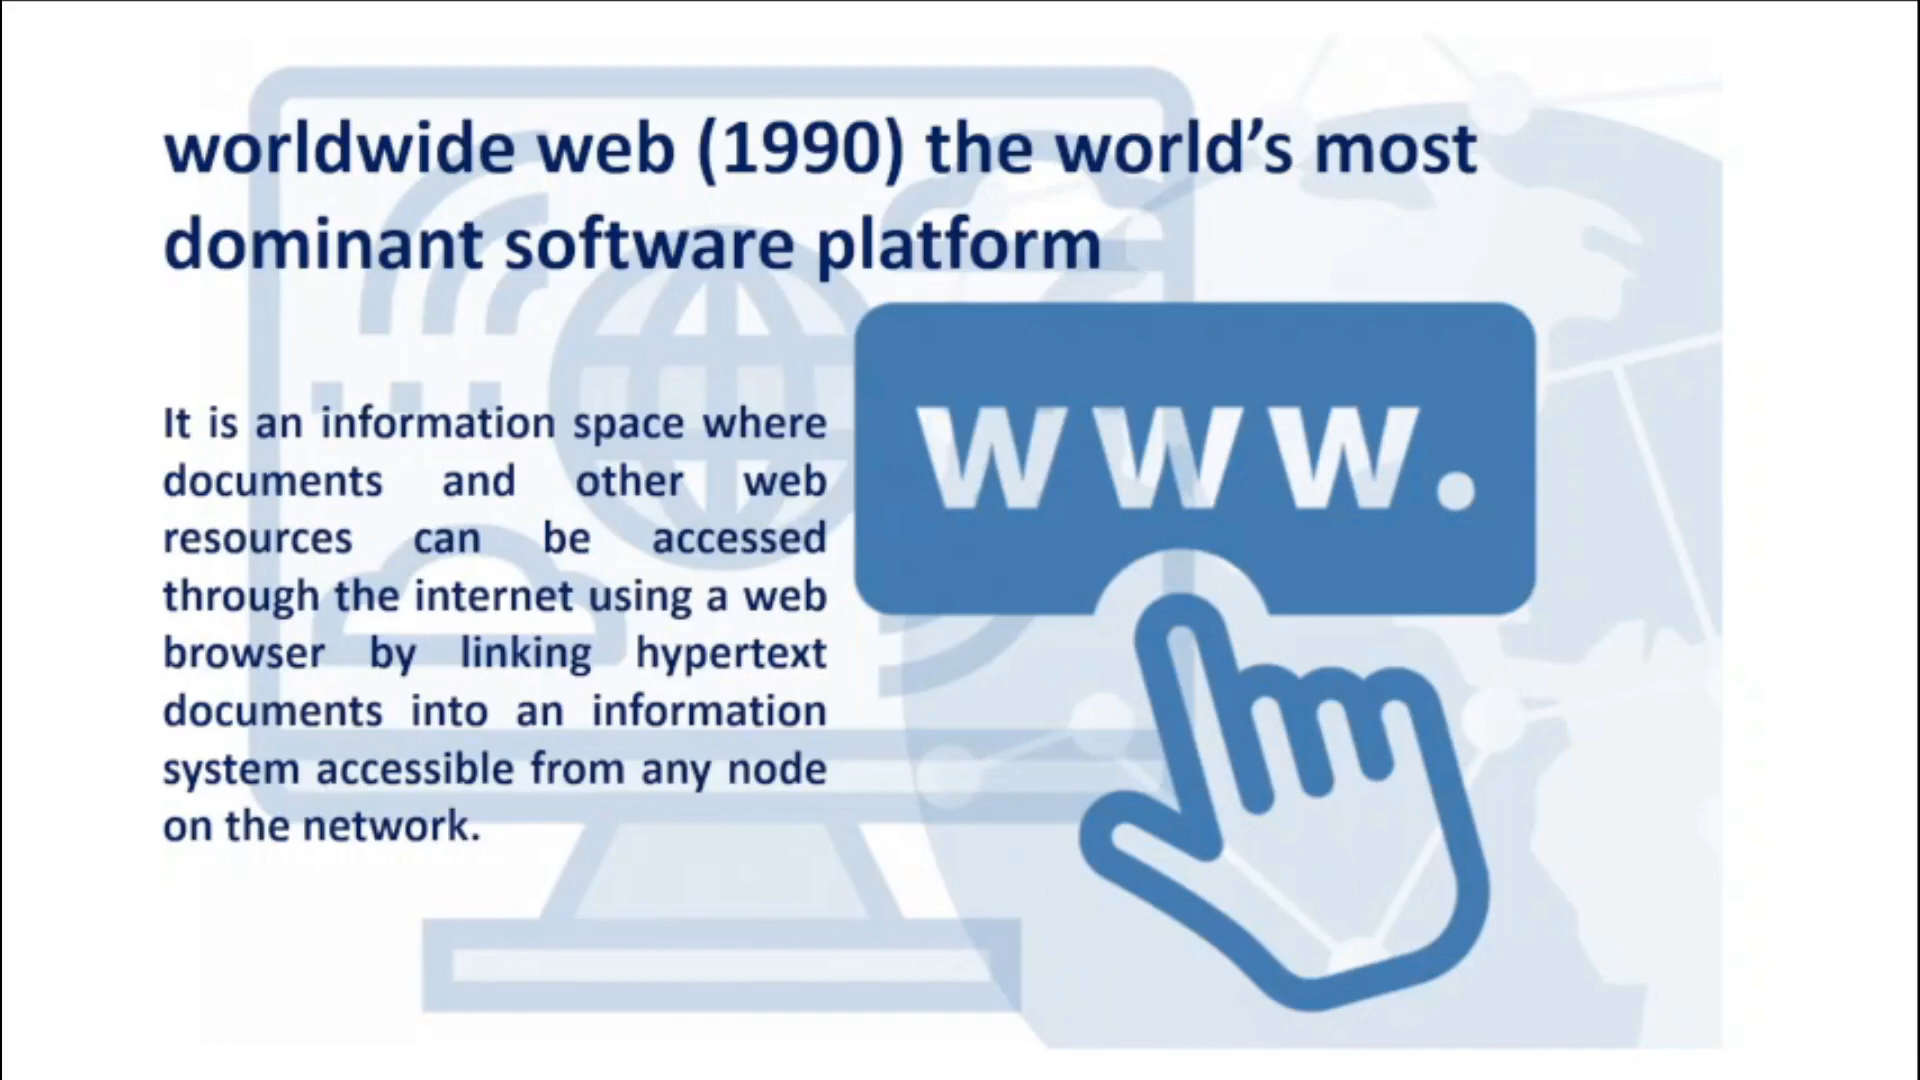 worldwide web (1990) the world’s most
dominant software platform
It is an information space where
documents and other web
resources can be accessed
through the internet using a web
browser by linking hypertext
documents into an information
system accessible from any node
on the network.
www.